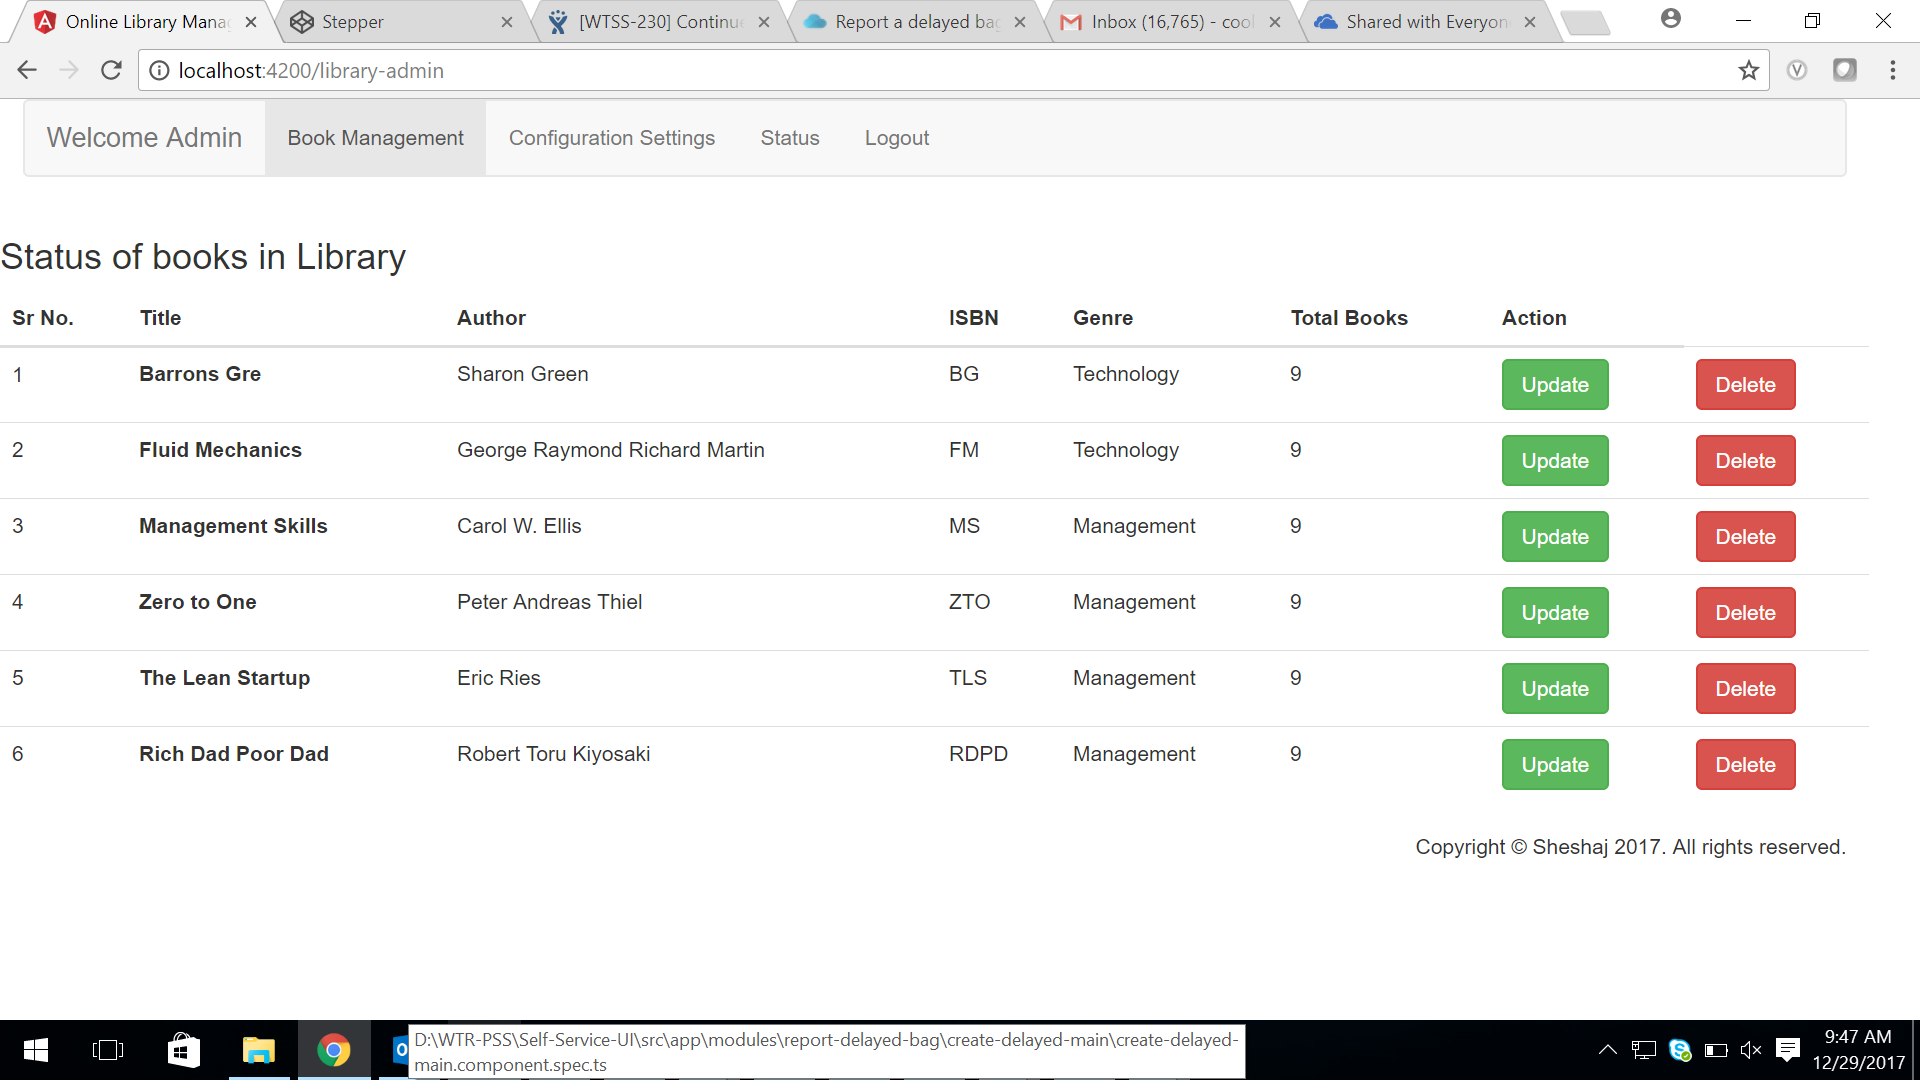 Online Library Mana
Stepper
[WTSS-230] Continue
Report a delayed bag
Inbox (16,765) - cool
Shared with Everyon
localhost:4200/library-admin
Welcome Admin Book Management Configuration Settings Status Logout
Status of books in Library
Sr No. Title Author ISBN Genre Total Books Action
1 Barrons Gre Sharon Green BG Technology 9 Update Delete
2 Fluid Mechanics George Raymond Richard Martin FM Technology 9 Update Delete
3 Management Skills Carol W. Ellis MS Management 9 Update Delete
4 Zero to One Peter Andreas Thiel ZTO Management 9 Update Delete
5 The Lean Startup Eric Ries TLS Management 9 Update Delete
6 Rich Dad Poor Dad Robert Toru Kiyosaki RDPD Management 9 Update Delete
Copyright © Sheshaj 2017. All rights reserved.
D:\WTR-PSS\Self-Service-UI\src\app\modules\report-delayed-bag\create-delayed-main\create-delayed-
main.component.spec.ts
9:47 AM
12/29/2017